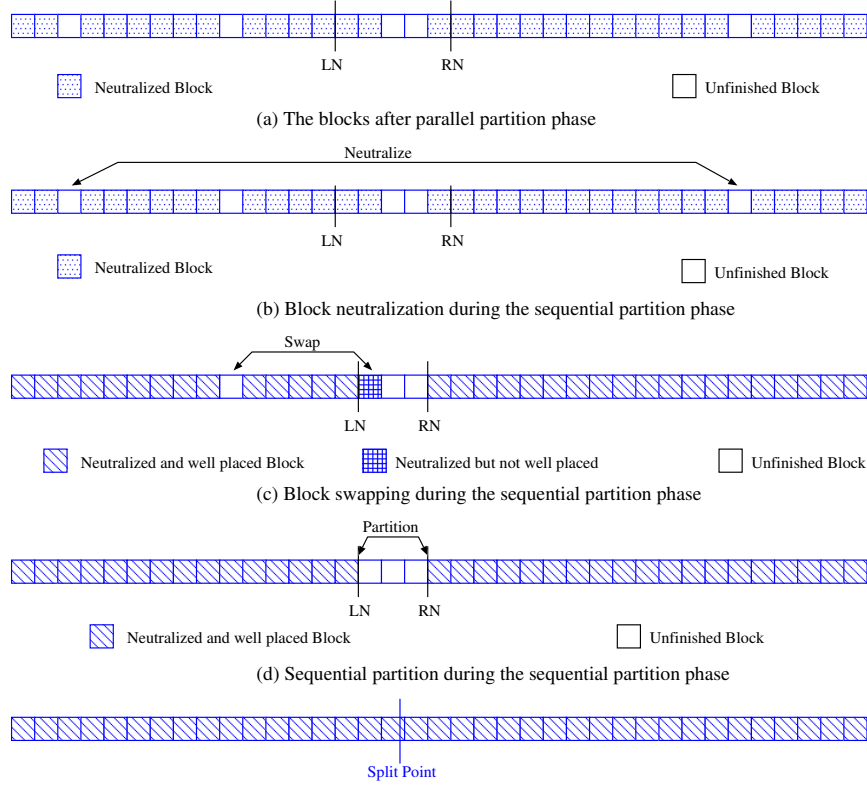 LN RN
Neutralized Block Unfinished Block
(a) The blocks after parallel partition phase
Neutralize
LN RN
Neutralized Block Unfinished Block
(b) Block neutralization during the sequential partition phase
Swap
LN RN
Neutralized and well placed Block Neutralized but not well placed Unfinished Block
(c) Block swapping during the sequential partition phase
Partition
LN RN
Neutralized and well placed Block Unfinished Block
(d) Sequential partition during the sequential partition phase
Split Point